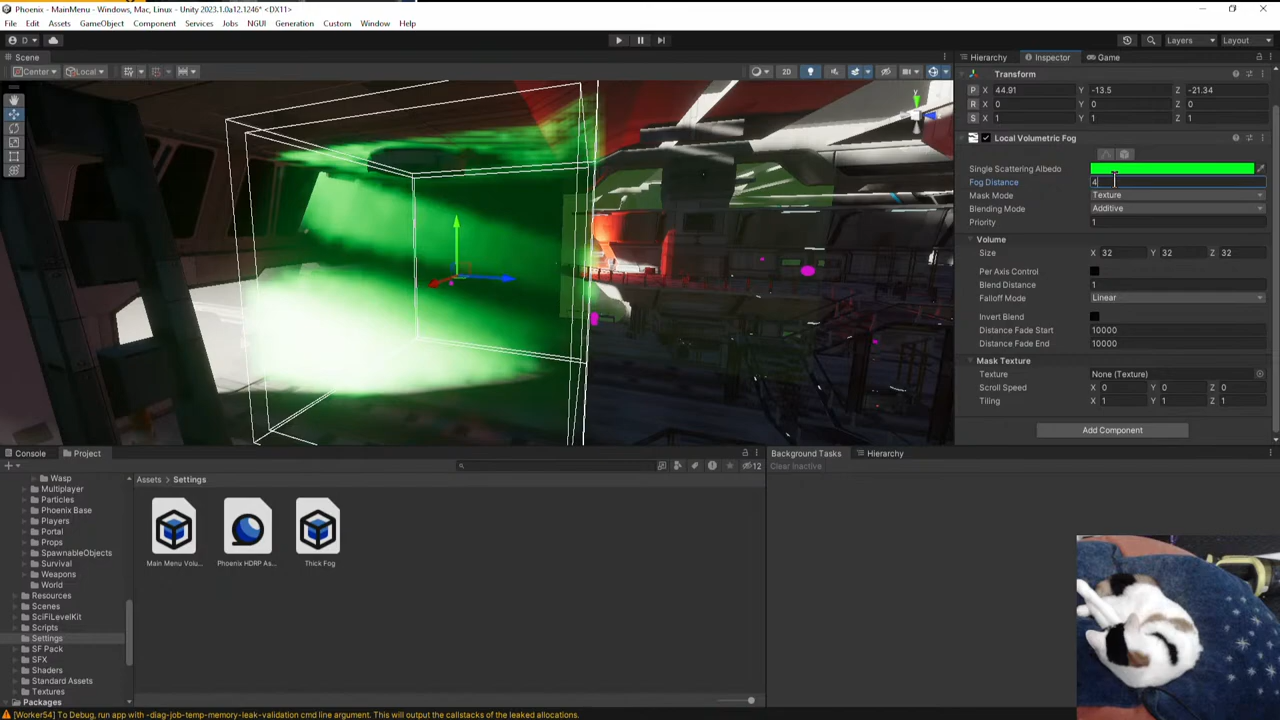 Phoenix - MainMenu - Windows, Mac, Linux - Unity 2023.1.0a12.1246* <DX11>
File Edit Assets GameObject Component Services Jobs NGUI Generation Custom Window Help
D Layers Layout
Scene
Center Local 2D
y
Hierarchy Inspector Game
Transform
P X 44.91 Y -13.5 Z -21.34
R X 0 Y 0 Z 0
S X 1 Y 1 Z 1
Local Volumetric Fog
Single Scattering Albedo
Fog Distance 4
Mask Mode Texture
Blending Mode Additive
Priority 1
Volume
Size X 32 Y 32 Z 32
Per Axis Control
Blend Distance 1
Falloff Mode Linear
Invert Blend
Distance Fade Start 10000
Distance Fade End 10000
Mask Texture
Texture None (Texture)
Scroll Speed X 0 Y 0 Z 0
Tiling X 1 Y 1 Z 1
Add Component
Console Project
12
Wasp
Multiplayer
Particles
Phoenix Base
Players
Portal
Props
SpawnableObjects
Survival
Weapons
World
Resources
Scenes
SciFiLevelKit
Scripts
Settings
SF Pack
SFX
Shaders
Standard Assets
Textures
Packages
Assets > Settings
Main Menu Volu...
Phoenix HDRP As...
Thick Fog
Background Tasks Hierarchy
Clear Inactive
[Worker54] To Debug, run app with -diag-job-temp-memory-leak-validation cmd line argument. This will output the callstacks of the leaked allocations.